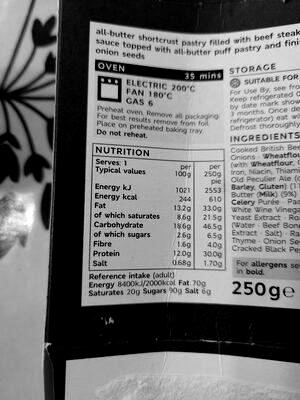 all-butter shortcrust pastry filled with beef steak
sauce topped with all-butter puff pastry and fini
onion seeds
OVEN 35 mins
ELECTRIC 200°C
FAN 180°C
GAS 6
Preheat oven. Remove all packaging.
For best results remove from foil.
Place on preheated baking tray.
Do not reheat.
NUTRITION
Serves: 1
Typical values per 100g per 250g pie
Energy kJ 1021 2553
Energy kcal 244 610
Fat 13.2g 33.0g
of which saturates 8.6g 21.5g
Carbohydrate 18.6g 46.5g
of which sugars 2.6g 6.5g
Fibre 1.6g 4.0g
Protein 12.0g 30.0g
Salt 0.68g 1.70g
Reference intake (adult)
Energy 8400kJ/2000kcal Fat 70g
Saturates 20g Sugars 90g Salt 6g
STORAGE
SUITABLE FOR
For Use By, see fro
Keep refrigerated 0
by date mark show
3 months. Once de
refrigerator) eat wi
Defrost thoroughly
INGREDIENTS
Cooked British Bee
Onions · Wheatflou
(with Wheatflour,
Iron, Niacin, Thiami
Old Peculier Ale (
Barley, Gluten) (1
Butter (Milk) (9%)
Celery Purée · Pa
White Wine Vineg
Yeast Extract · Ro
(Water · Beef Bon
Extract · Salt) · Ra
Thyme · Onion Se
Cracked Black Pe
For allergens se
in bold.
250g e